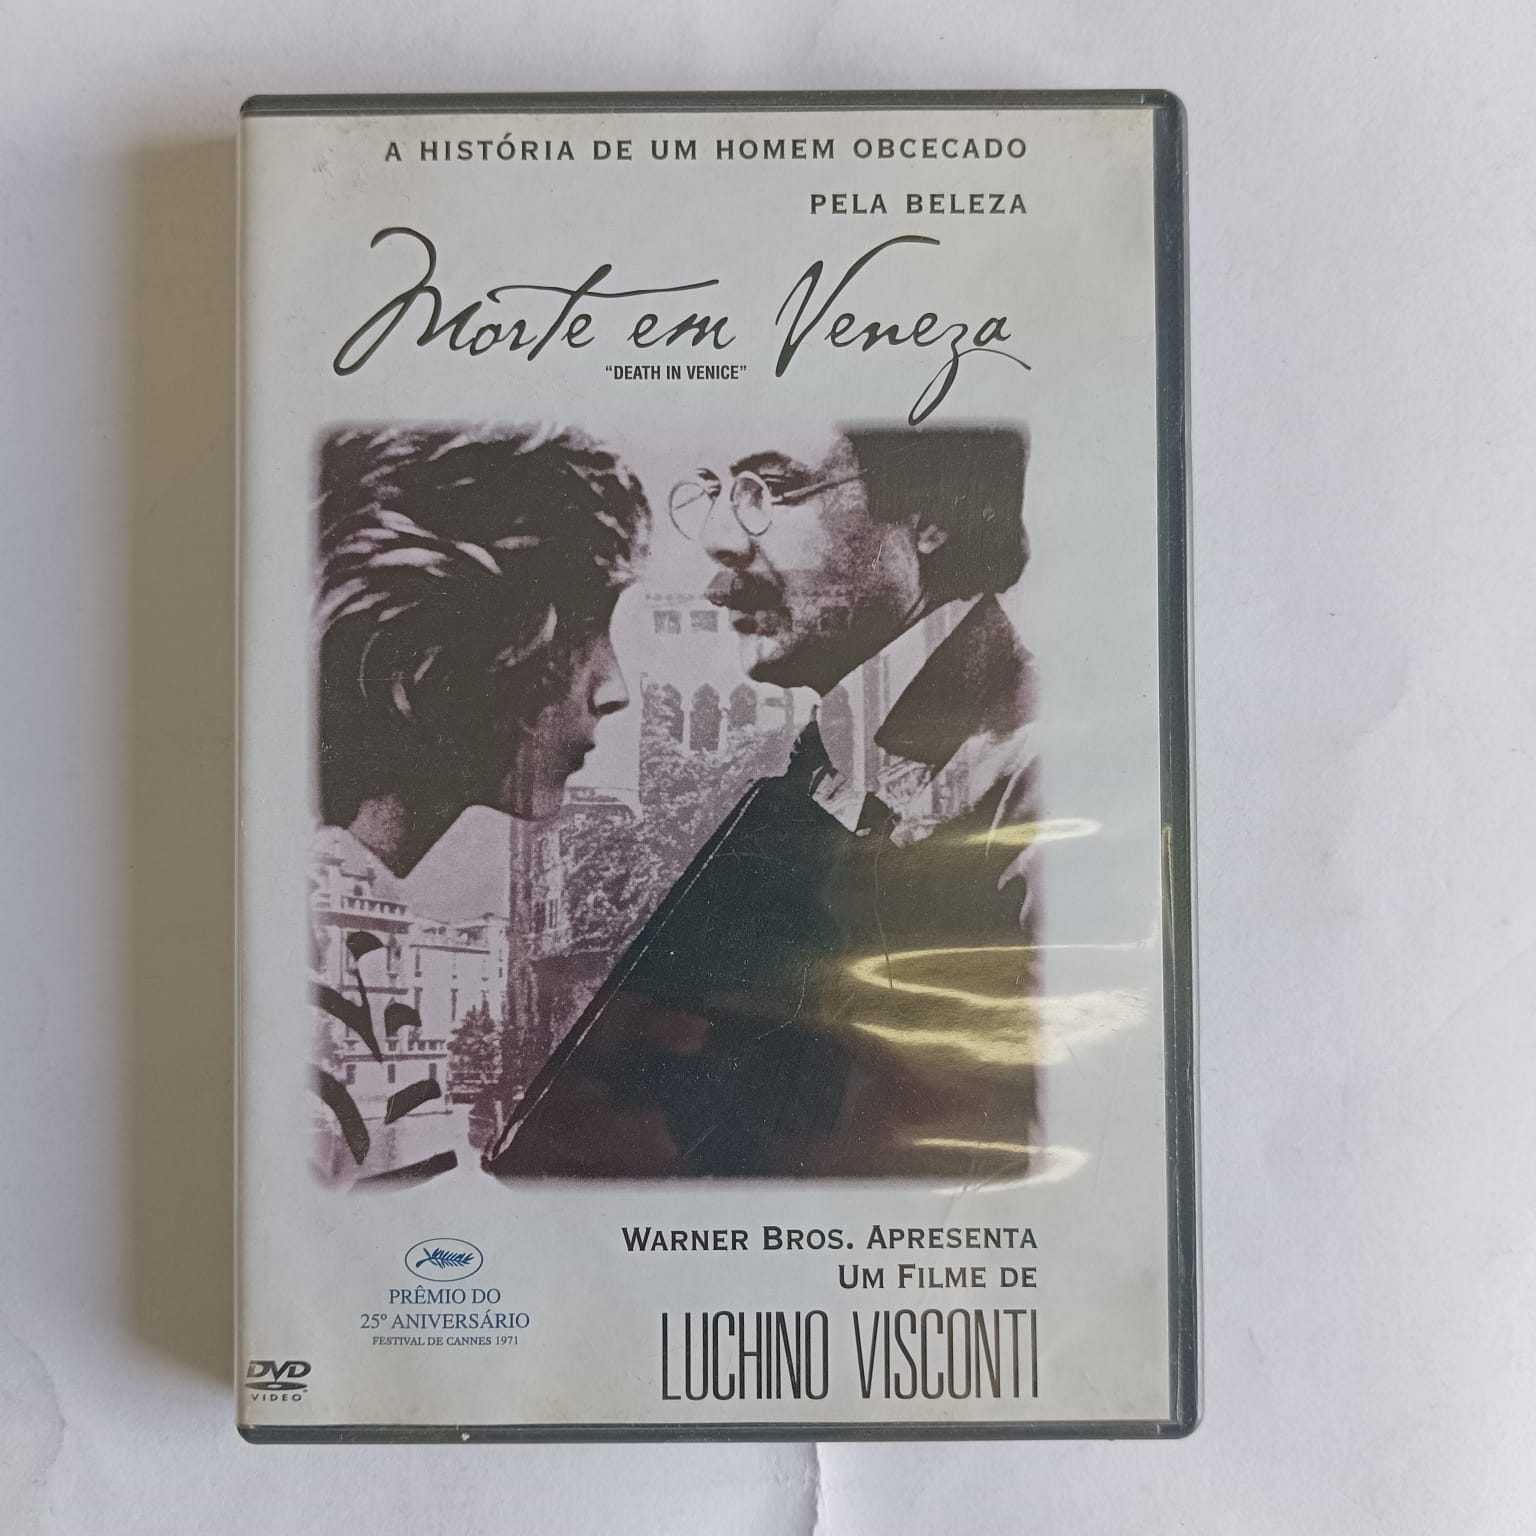 A HISTÓRIA DE UM HOMEM OBCECADO
PELA BELEZA
Morte em Veneza
"DEATH IN VENICE"
WARNER BROS. APRESENTA
UM FILME DE
LUCHINO VISCONTI
PRÊMIO DO
25º ANIVERSÁRIO
FESTIVAL DE CANNES 1971
DVD
VIDEO